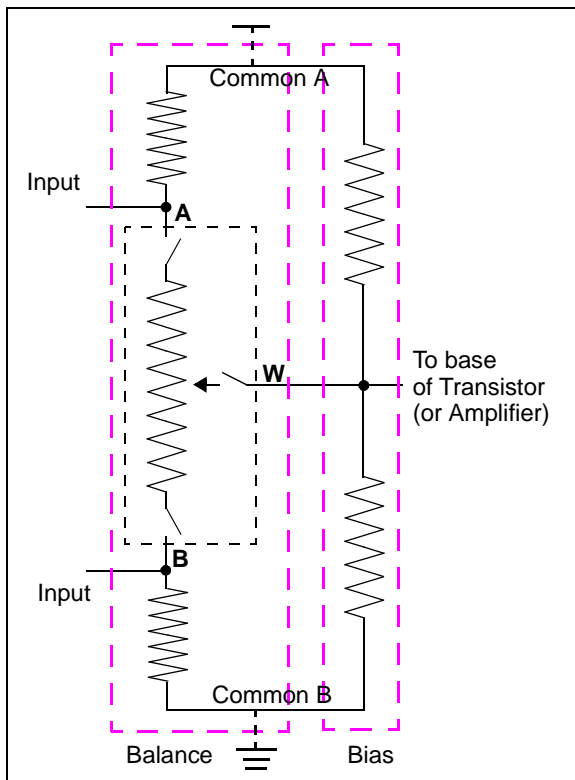 Common A
Input
A
W
To base
of Transistor
(or Amplifier)
B
Input
Common B
Balance
Bias